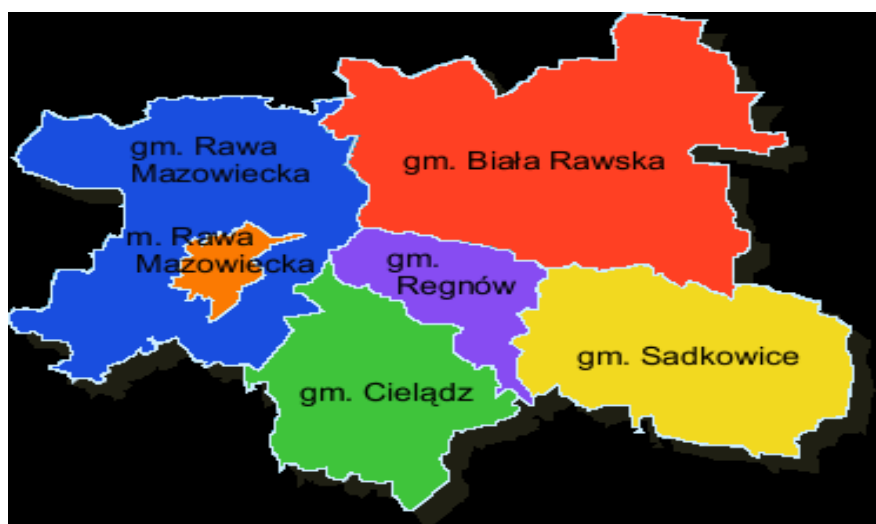 gm. Rawa
Mazowiecka
gm. Biała Rawska
m. Rawa
Mazowiecka
gm.
Regnów
gm. Sadkowice
gm. Cielądz